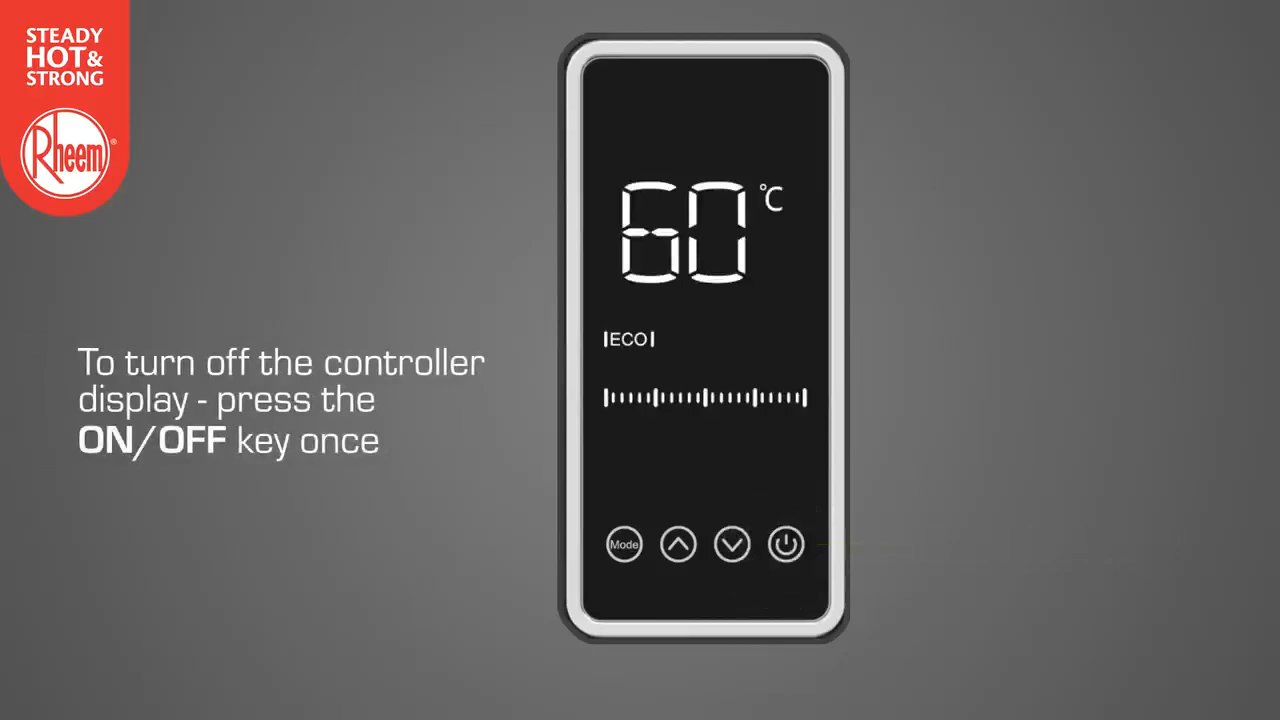 STEADY
HOT &
STRONG
Rheem®
60 °C
ECO
To turn off the controller
display - press the
ON/OFF key once
Mode